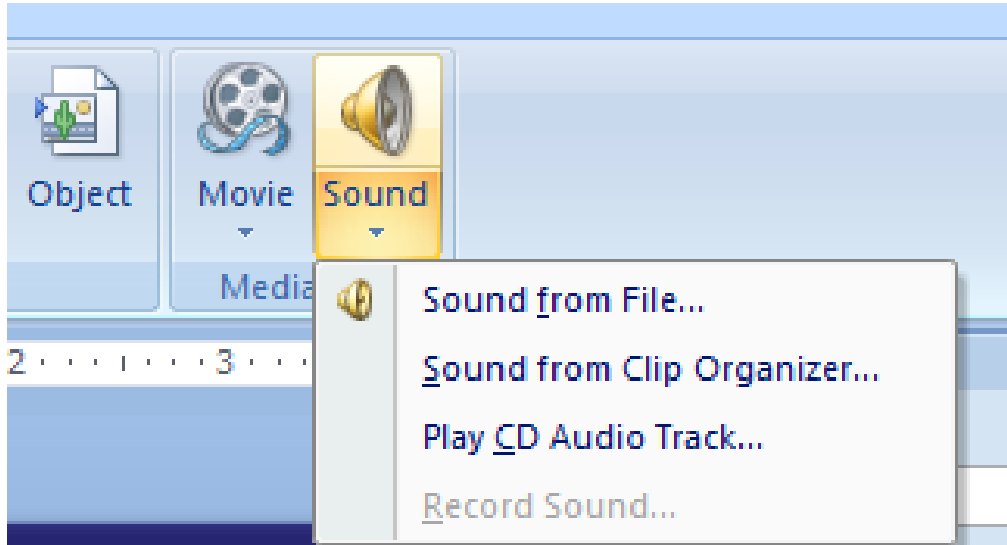 Object
Movie
Sound
Media
2 3
Sound from File...
Sound from Clip Organizer...
Play CD Audio Track...
Record Sound...